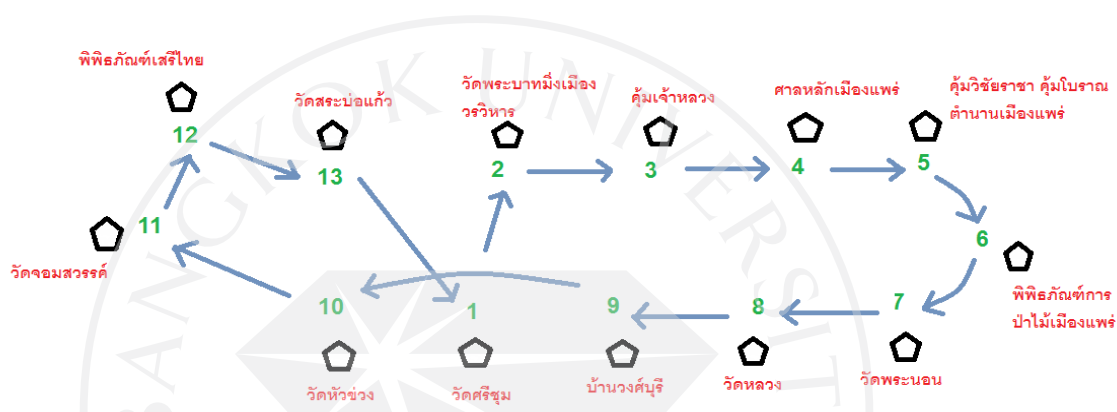 BANGKOK UNIVERSITY
พิพิธภัณฑ์เสรีไทย
12
วัดสระบ่อแก้ว
13
วัดพระบาทมิ่งเมือง
วรวิหาร
2
คุ้มเจ้าหลวง
3
ศาลหลักเมืองแพร่
4
คุ้มวิชัยราชา คุ้มโบราณ
ตำนานเมืองแพร่
5
6
พิพิธภัณฑ์การ
ป่าไม้เมืองแพร่
11
วัดจอมสวรรค์
10
วัดหัวข่วง
1
วัดศรีชุม
9
บ้านวงศ์บุรี
8
วัดหลวง
7
วัดพระนอน